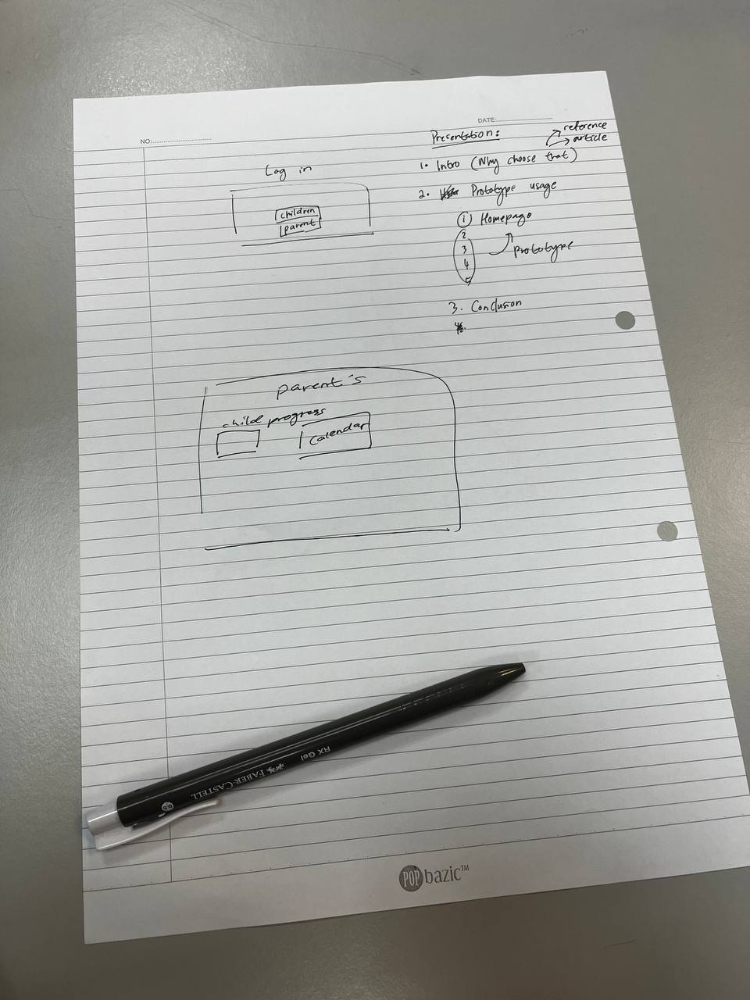 NO:
DATE:
Presentation:
reference
article
1. Intro (Why choose that)
2. Prototype usage
① Homepage
2
3
4
5
prototype
3. Conclusion
Log in
children
parent
parent's
child progress
calendar
FABER-CASTELL
RX Gel
0.5
POP bazic™